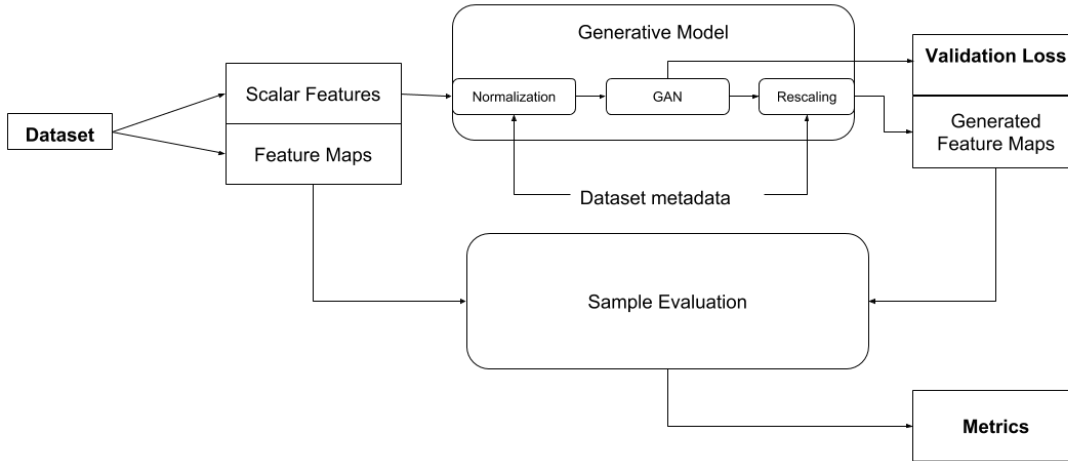 Generative Model
Validation Loss
Scalar Features
Normalization
GAN
Rescaling
Dataset
Generated
Feature Maps
Feature Maps
Dataset metadata
Sample Evaluation
Metrics